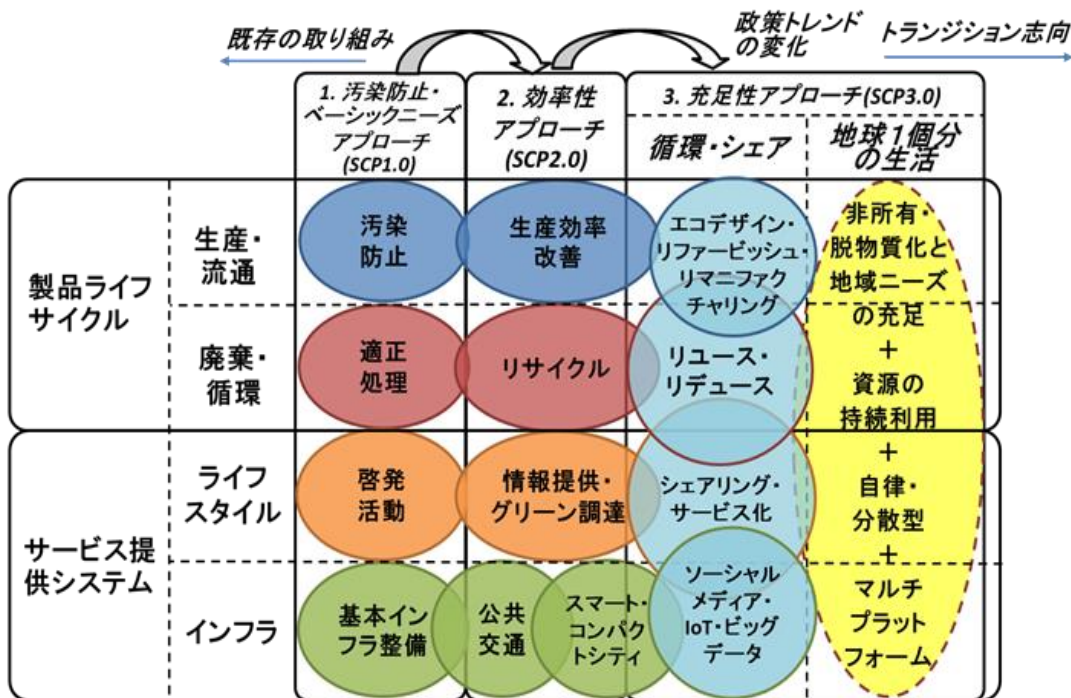 既存の取り組み
政策トレンド
の変化
トランジション志向
1. 汚染防止・
ベーシックニーズ
アプローチ
(SCP1.0)
2. 効率性
アプローチ
(SCP2.0)
3. 充足性アプローチ(SCP3.0)
循環・シェア
地球1個分
の生活
製品ライフ
サイクル
生産・
流通
汚染
防止
生産効率
改善
エコデザイン・
リファービッシュ・
リマニファク
チャリング
廃棄・
循環
適正
処理
リサイクル
リユース・
リデュース
サービス提
供システム
ライフ
スタイル
啓発
活動
情報提供・
グリーン調達
シェアリング・
サービス化
インフラ
基本イン
フラ整備
公共
交通
スマート・
コンパク
トシティ
ソーシャル
メディア・
IoT・ビッグ
データ
非所有・
脱物質化と
地域ニーズ
の充足
+
資源の
持続利用
+
自律・
分散型
+
マルチ
プラット
フォーム